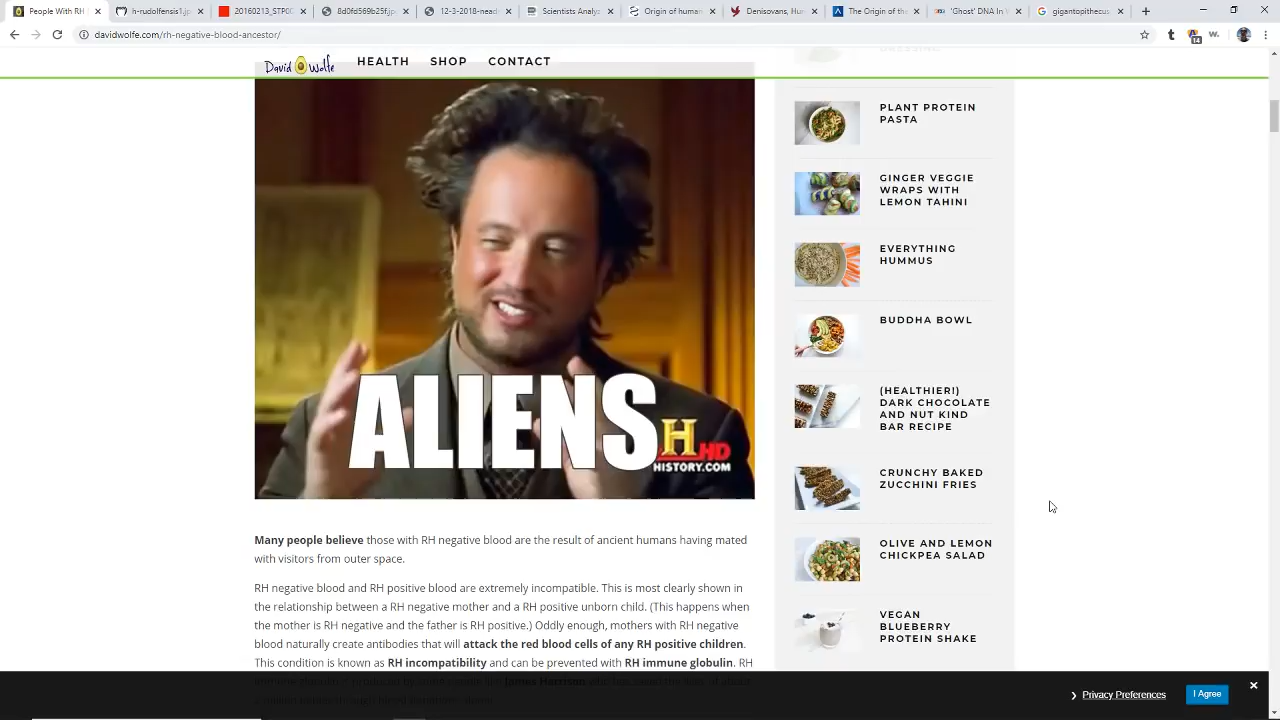 People With RH
h-rudolfensis1.jp
20160213_STP00
8d0fd569b25f.jp
12-3-2018-nead
Scientists Analy
Origin of human
Denisovans, Hum
The Origin of the
'Ghost' DNA In
gigantopithecus
davidwolfe.com/rh-negative-blood-ancestor/
14
David Wolfe
HEALTH
SHOP
CONTACT
ALIENS
H
HD
HISTORY.COM
Many people believe those with RH negative blood are the result of ancient humans having mated
with visitors from outer space.
RH negative blood and RH positive blood are extremely incompatible. This is most clearly shown in
the relationship between a RH negative mother and a RH positive unborn child. (This happens when
the mother is RH negative and the father is RH positive.) Oddly enough, mothers with RH negative
blood naturally create antibodies that will attack the red blood cells of any RH positive children.
This condition is known as RH incompatibility and can be prevented with RH immune globulin. RH
James Harrison
PLANT PROTEIN
PASTA
GINGER VEGGIE
WRAPS WITH
LEMON TAHINI
EVERYTHING
HUMMUS
BUDDHA BOWL
(HEALTHIER!)
DARK CHOCOLATE
AND NUT KIND
BAR RECIPE
CRUNCHY BAKED
ZUCCHINI FRIES
OLIVE AND LEMON
CHICKPEA SALAD
VEGAN
BLUEBERRY
PROTEIN SHAKE
Privacy Preferences
I Agree